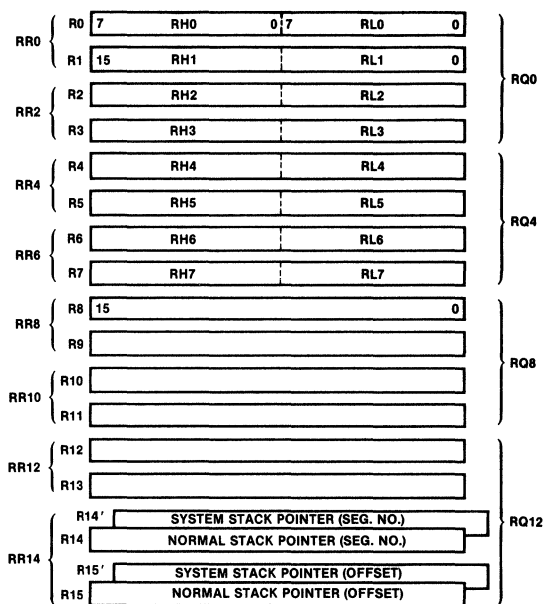 RR0
R0 7 RH0 0 7 RL0 0
R1 15 RH1 RL1 0
RQ0
RR2
R2 RH2 RL2
R3 RH3 RL3
RR4
R4 RH4 RL4
R5 RH5 RL5
RQ4
RR6
R6 RH6 RL6
R7 RH7 RL7
RR8
R8 15 0
R9
RQ8
RR10
R10
R11
RR12
R12
R13
RQ12
RR14
R14' SYSTEM STACK POINTER (SEG. NO.)
R14 NORMAL STACK POINTER (SEG. NO.)
R15' SYSTEM STACK POINTER (OFFSET)
R15 NORMAL STACK POINTER (OFFSET)